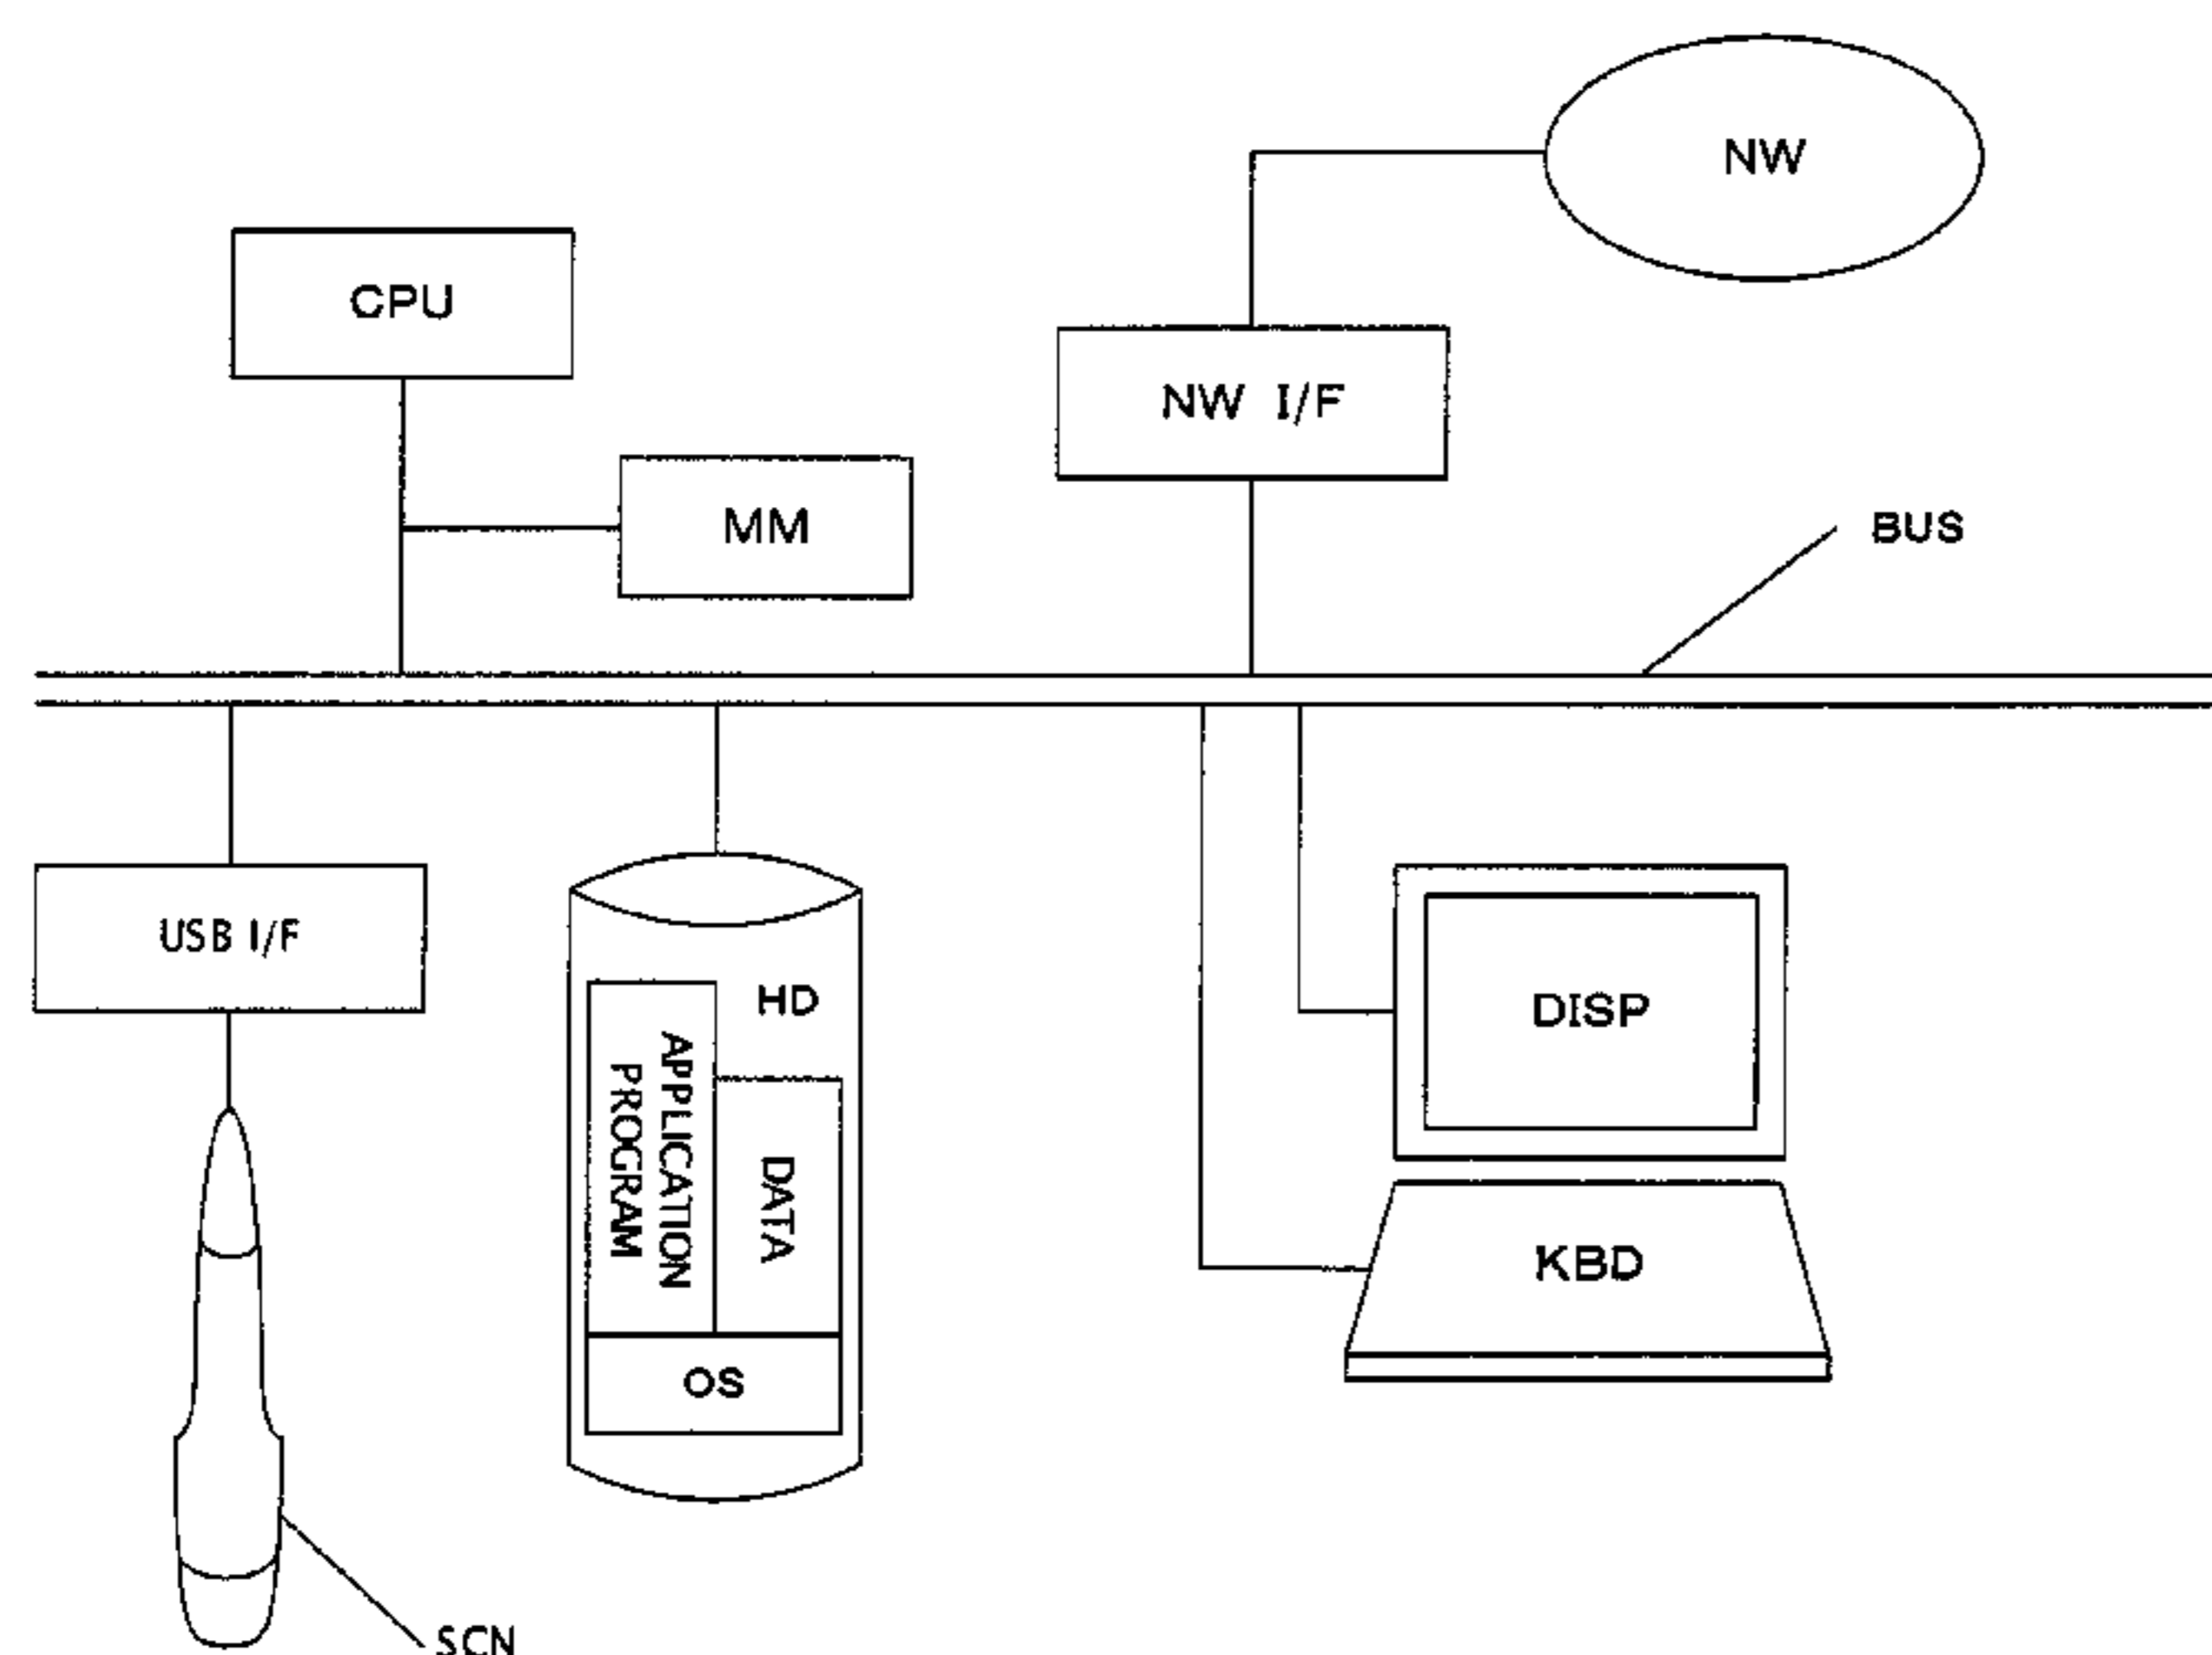 NW
CPU
NW I/F
MM
BUS
USB I/F
HD
APPLICATION
PROGRAM
DATA
DISP
KBD
OS
SCN